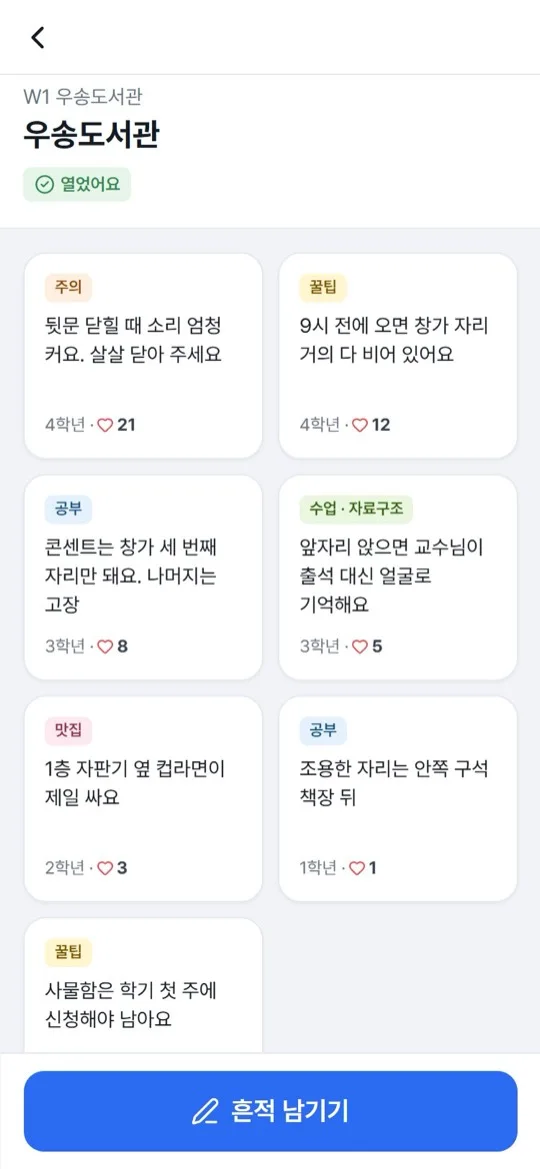 W1 우송도서관
우송도서관
열었어요
주의
뒷문 닫힐 때 소리 엄청
커요. 살살 닫아 주세요
4학년 · 21
꿀팁
9시 전에 오면 창가 자리
거의 다 비어 있어요
4학년 · 12
공부
콘센트는 창가 세 번째
자리만 돼요. 나머지는
고장
3학년 · 8
수업 · 자료구조
앞자리 앉으면 교수님이
출석 대신 얼굴로
기억해요
3학년 · 5
맛집
1층 자판기 옆 컵라면이
제일 싸요
2학년 · 3
공부
조용한 자리는 안쪽 구석
책장 뒤
1학년 · 1
꿀팁
사물함은 학기 첫 주에
신청해야 남아요
흔적 남기기